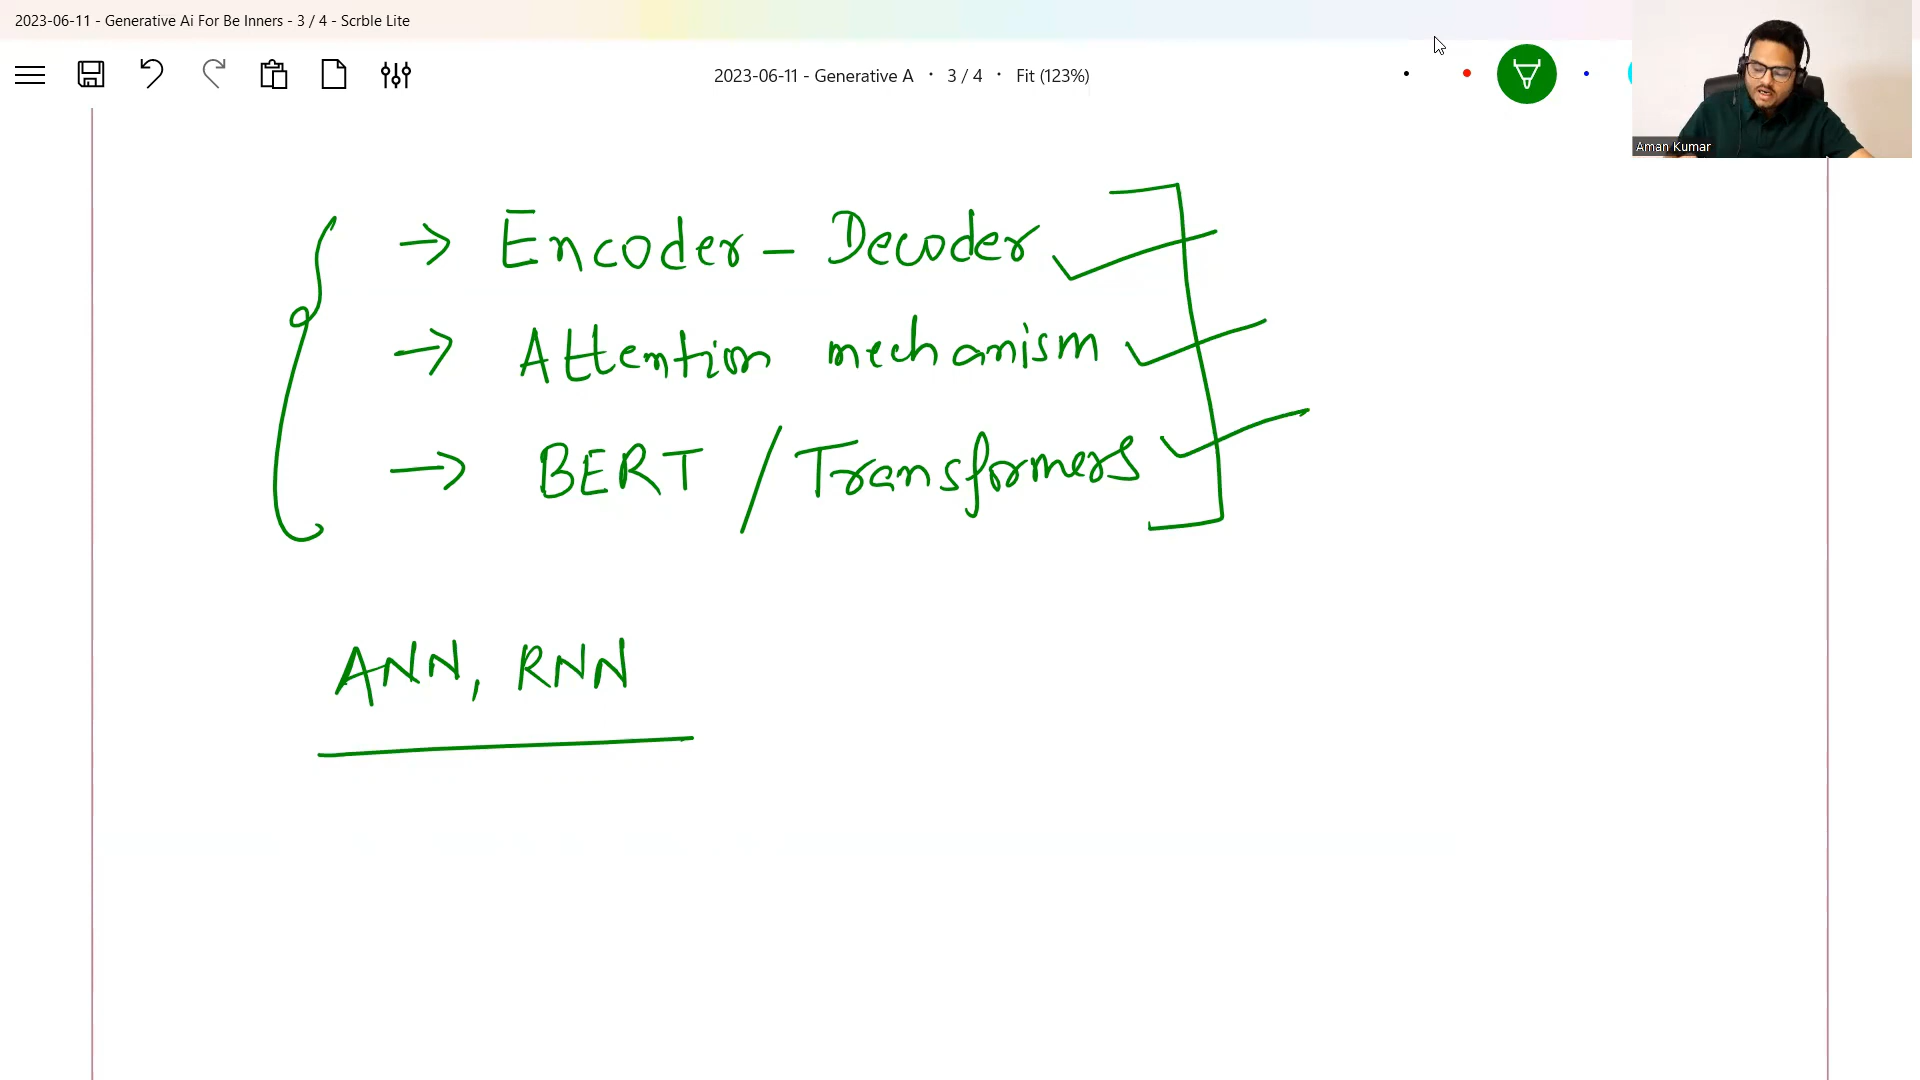 2023-06-11 - Generative Ai For Be Inners - 3 / 4 - Scrble Lite
2023-06-11 - Generative A · 3 / 4 · Fit (123%)
Aman Kumar
→ Encoder - Decoder ✓
→ Attention mechanism ✓
→ BERT / Transformers ✓
ANN, RNN